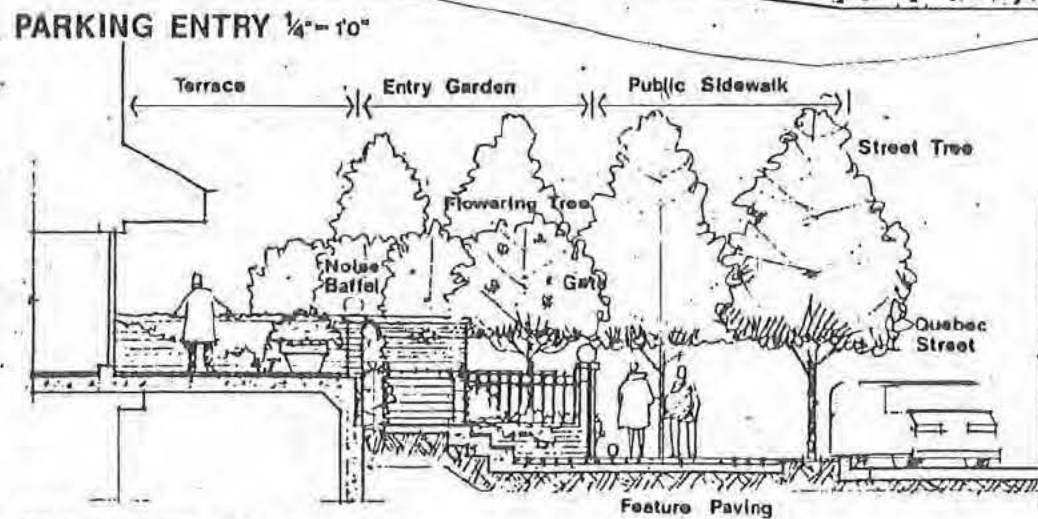 PARKING ENTRY ¼"= 1'0"
Terrace
Entry Garden
Public Sidewalk
Street Tree
Flowering Tree
Noise
Baffel
Gate
Quebec
Street
Feature Paving